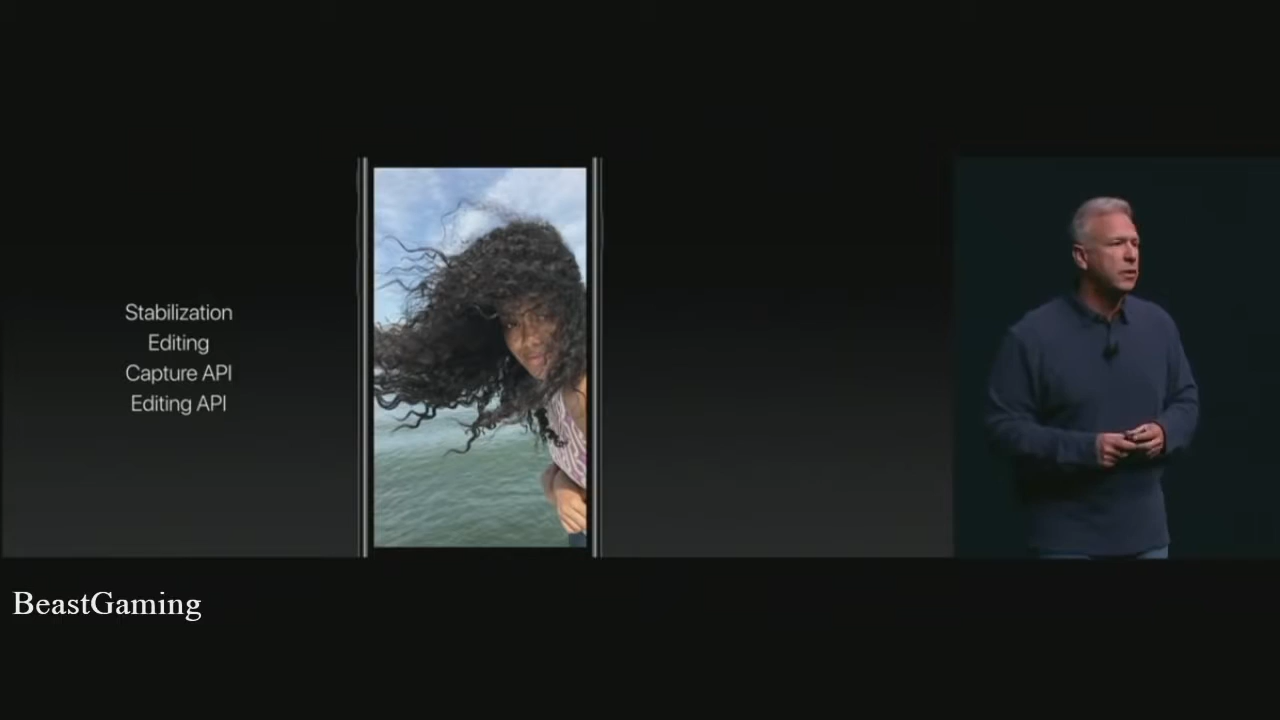 Stabilization
Editing
Capture API
Editing API
BeastGaming